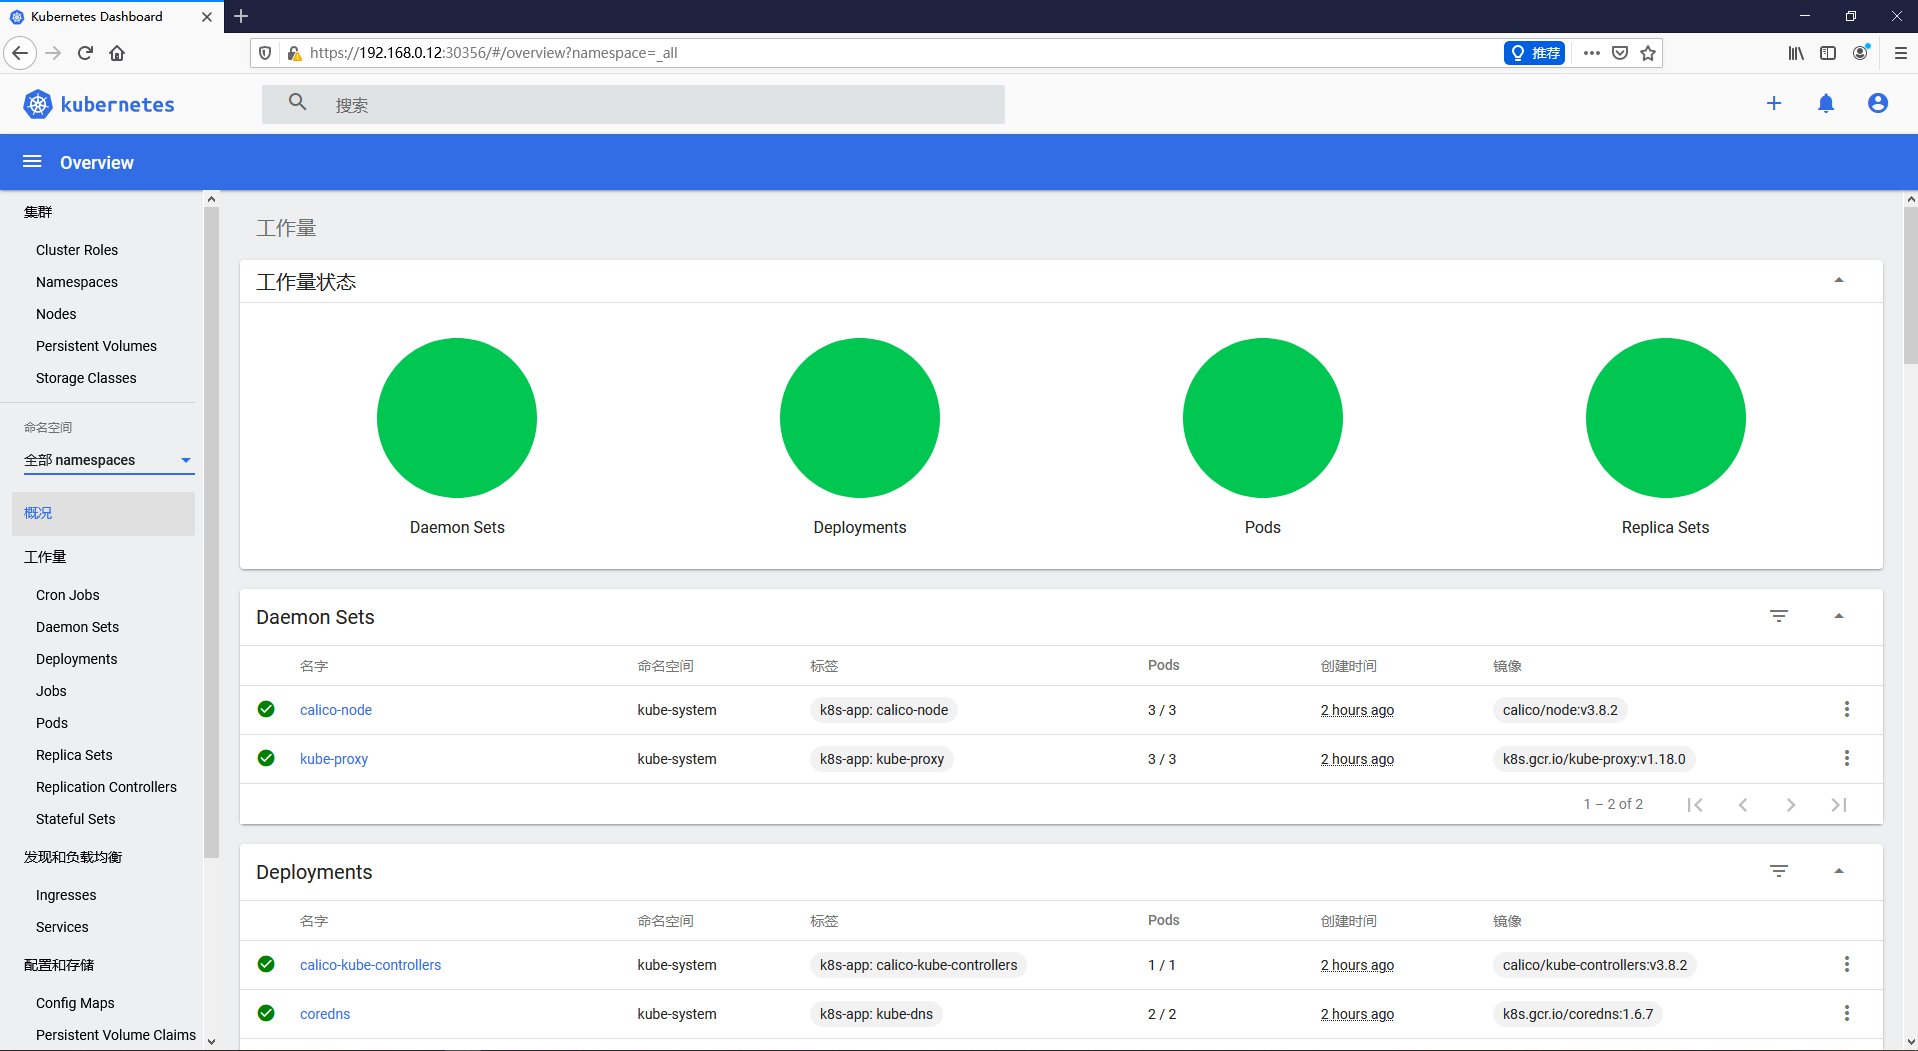 Kubernetes Dashboard
https://192.168.0.12:30356/#/overview?namespace=_all
推荐
kubernetes
搜索
Overview
集群
Cluster Roles
Namespaces
Nodes
Persistent Volumes
Storage Classes
命名空间
全部 namespaces
概况
工作量
Cron Jobs
Daemon Sets
Deployments
Jobs
Pods
Replica Sets
Replication Controllers
Stateful Sets
发现和负载均衡
Ingresses
Services
配置和存储
Config Maps
Persistent Volume Claims
工作量
工作量状态
Daemon Sets Deployments Pods Replica Sets
Daemon Sets
名字 命名空间 标签 Pods 创建时间 镜像
calico-node kube-system k8s-app: calico-node 3 / 3 2 hours ago calico/node:v3.8.2
kube-proxy kube-system k8s-app: kube-proxy 3 / 3 2 hours ago k8s.gcr.io/kube-proxy:v1.18.0
1 – 2 of 2
Deployments
名字 命名空间 标签 Pods 创建时间 镜像
calico-kube-controllers kube-system k8s-app: calico-kube-controllers 1 / 1 2 hours ago calico/kube-controllers:v3.8.2
coredns kube-system k8s-app: kube-dns 2 / 2 2 hours ago k8s.gcr.io/coredns:1.6.7